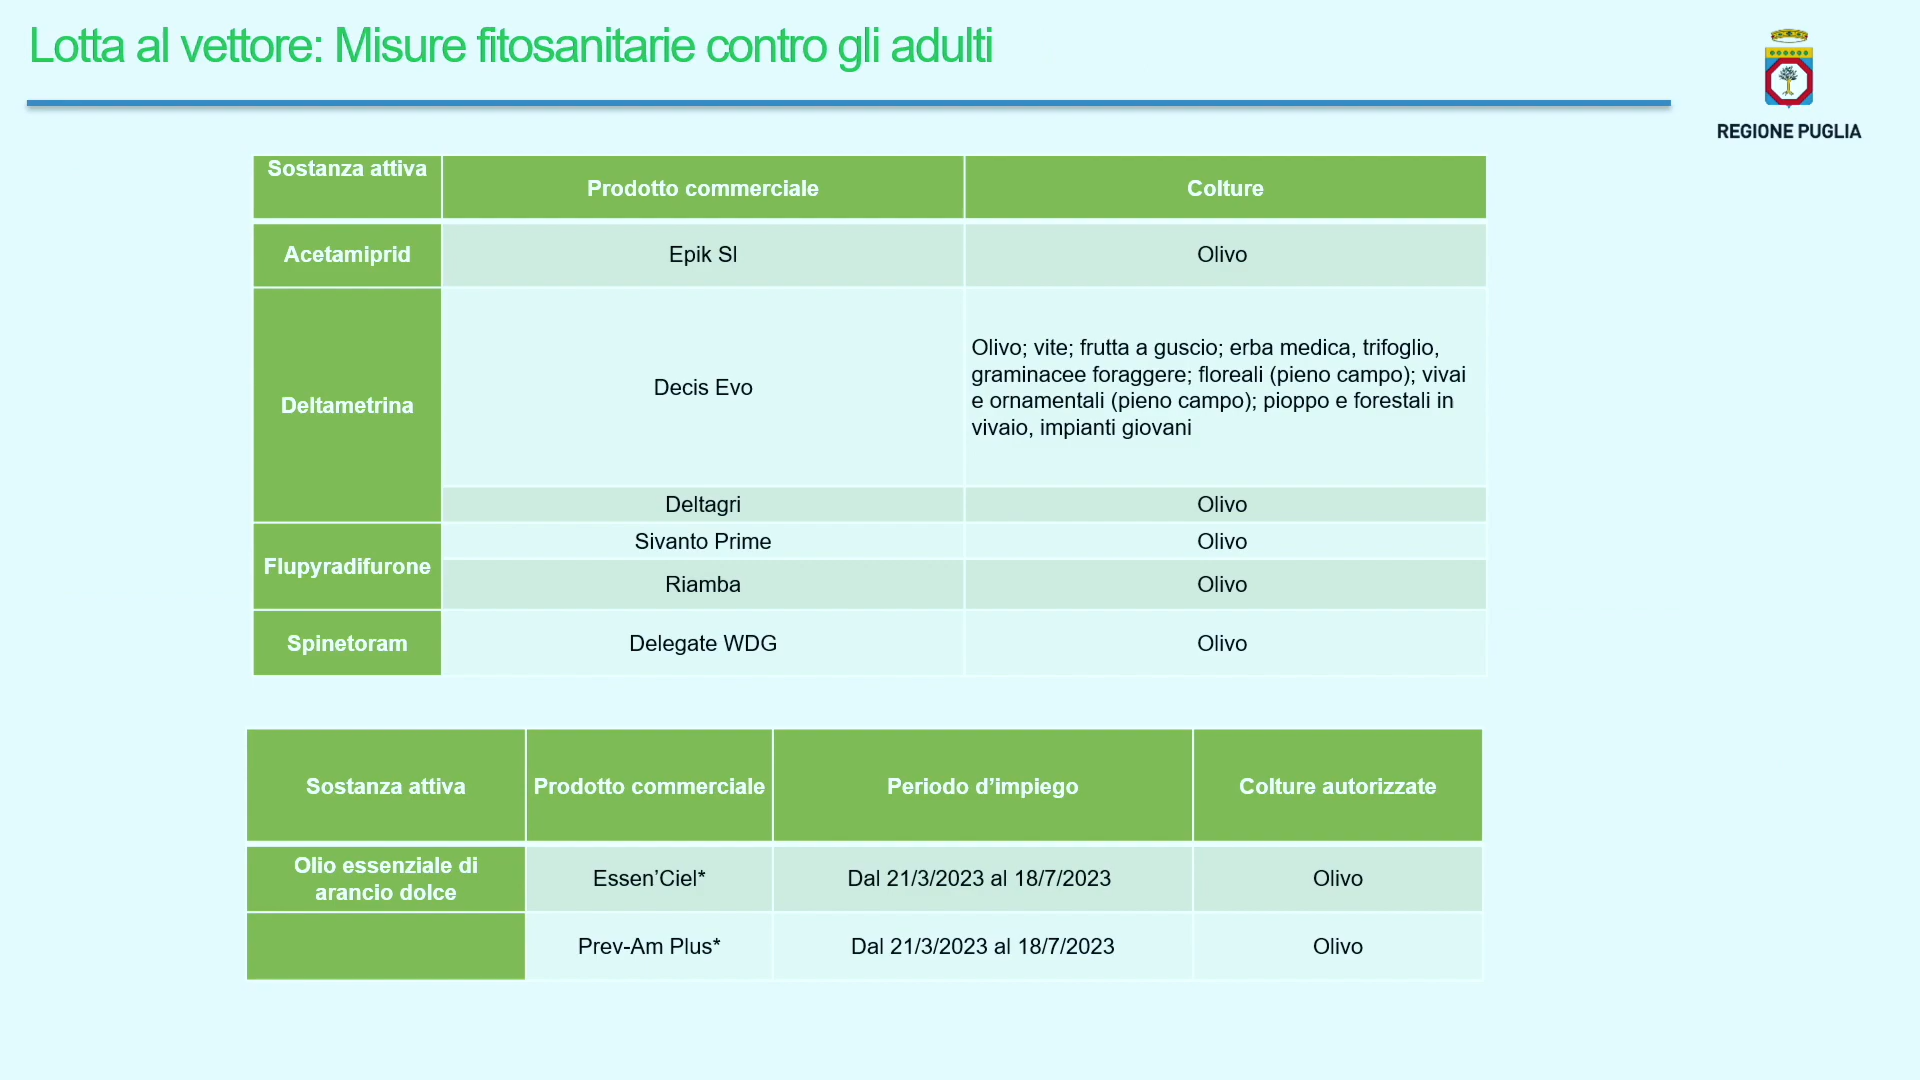 Lotta al vettore: Misure fitosanitarie contro gli adulti
REGIONE PUGLIA
Sostanza attiva
Prodotto commerciale
Colture
Acetamiprid
Epik Sl
Olivo
Deltametrina
Decis Evo
Olivo; vite; frutta a guscio; erba medica, trifoglio,
graminacee foraggere; floreali (pieno campo); vivai
e ornamentali (pieno campo); pioppo e forestali in
vivaio, impianti giovani
Deltagri
Olivo
Flupyradifurone
Sivanto Prime
Olivo
Riamba
Olivo
Spinetoram
Delegate WDG
Olivo
Sostanza attiva
Prodotto commerciale
Periodo d’impiego
Colture autorizzate
Olio essenziale di
arancio dolce
Essen’Ciel*
Dal 21/3/2023 al 18/7/2023
Olivo
Prev-Am Plus*
Dal 21/3/2023 al 18/7/2023
Olivo